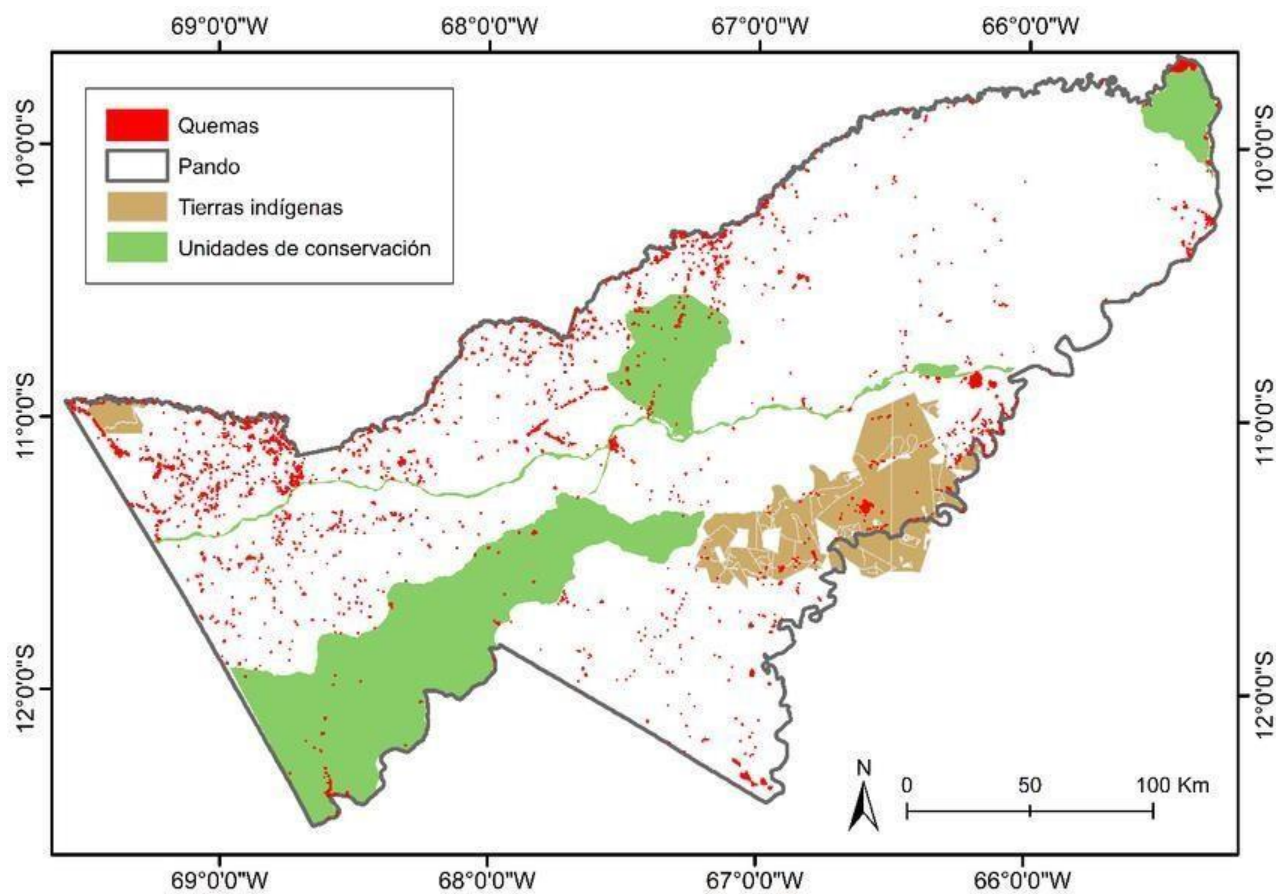 69°0'0"W 68°0'0"W 67°0'0"W 66°0'0"W
Quemas
Pando
Tierras indígenas
Unidades de conservación
10°0'0"S 10°0'0"S
11°0'0"S 11°0'0"S
12°0'0"S 12°0'0"S
N
0 50 100 Km
69°0'0"W 68°0'0"W 67°0'0"W 66°0'0"W